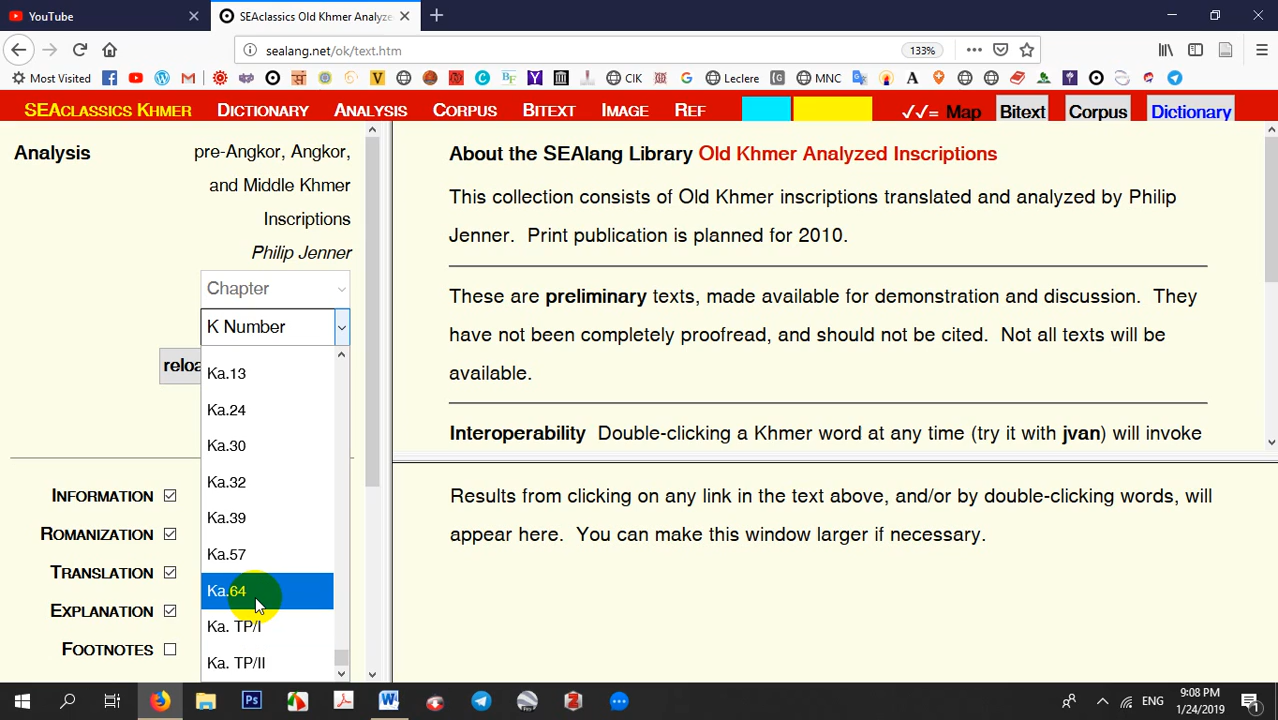 YouTube
SEAclassics Old Khmer Analyze
sealang.net/ok/text.htm
133%
Most Visited
CIK
Leclere
MNC
SEACLASSICS KHMER
DICTIONARY
ANALYSIS
CORPUS
BITEXT
IMAGE
REF
✓✓= Map
Bitext
Corpus
Dictionary
Analysis
pre-Angkor, Angkor,
and Middle Khmer
Inscriptions
Philip Jenner
Chapter
K Number
reloa
Ka.13
Ka.24
Ka.30
Ka.32
Ka.39
Ka.57
Ka.64
Ka. TP/I
Ka. TP/II
INFORMATION
ROMANIZATION
TRANSLATION
EXPLANATION
FOOTNOTES
About the SEAlang Library Old Khmer Analyzed Inscriptions
This collection consists of Old Khmer inscriptions translated and analyzed by Philip
Jenner. Print publication is planned for 2010.
These are preliminary texts, made available for demonstration and discussion. They
have not been completely proofread, and should not be cited. Not all texts will be
available.
Interoperability Double-clicking a Khmer word at any time (try it with jvan) will invoke
Results from clicking on any link in the text above, and/or by double-clicking words, will
appear here. You can make this window larger if necessary.
ENG
9:08 PM
1/24/2019